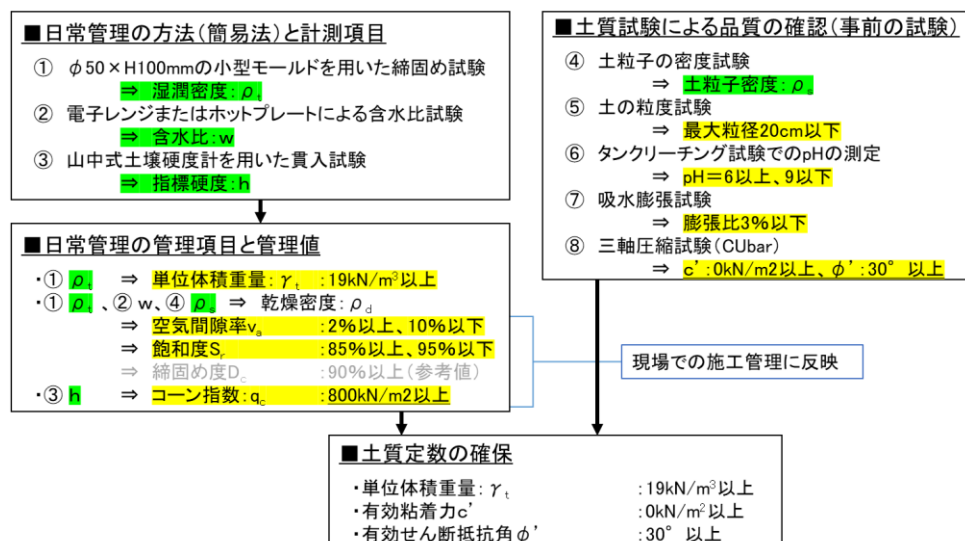 ■日常管理の方法(簡易法)と計測項目
① φ50×H100mmの小型モールドを用いた締固め試験
⇒ 湿潤密度:ρt
② 電子レンジまたはホットプレートによる含水比試験
⇒ 含水比:w
③ 山中式土壌硬度計を用いた貫入試験
⇒ 指標硬度:h
■日常管理の管理項目と管理値
・① ρt ⇒ 単位体積重量:γt :19kN/m³以上
・① ρt 、② w、④ ρs ⇒ 乾燥密度:ρd
⇒ 空気間隙率va :2%以上、10%以下
⇒ 飽和度Sr :85%以上、95%以下
⇒ 締固め度Dc :90%以上(参考値)
・③ h ⇒ コーン指数:qc :800kN/m2以上
■土質試験による品質の確認(事前の試験)
④ 土粒子の密度試験
⇒ 土粒子密度:ρs
⑤ 土の粒度試験
⇒ 最大粒径20cm以下
⑥ タンクリーチング試験でのpHの測定
⇒ pH=6以上、9以下
⑦ 吸水膨張試験
⇒ 膨張比3%以下
⑧ 三軸圧縮試験(CUbar)
⇒ c':0kN/m2以上、φ':30° 以上
現場での施工管理に反映
■土質定数の確保
・単位体積重量:γt :19kN/m³以上
・有効粘着力c' :0kN/m²以上
・有効せん断抵抗角φ' :30° 以上